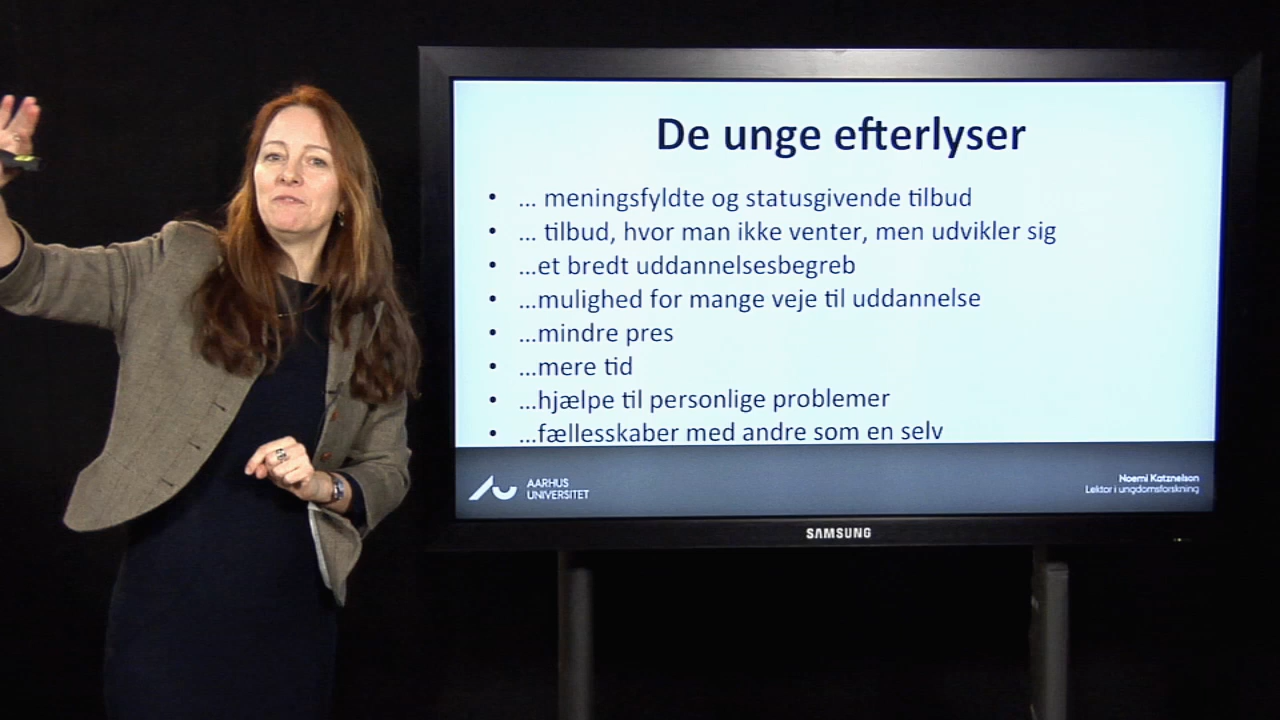 De unge efterlyser
• ... meningsfyldte og statusgivende tilbud
• ... tilbud, hvor man ikke venter, men udvikler sig
• ...et bredt uddannelsesbegreb
• ...mulighed for mange veje til uddannelse
• ...mindre pres
• ...mere tid
• ...hjælpe til personlige problemer
• ...fællesskaber med andre som en selv
AARHUS
UNIVERSITET
Noemi Katznelson
Lektor i ungdomsforskning
SAMSUNG